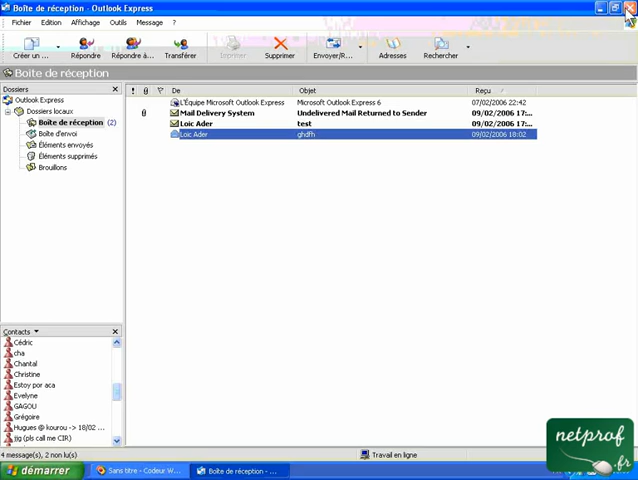 Boîte de réception - Outlook Express
Fichier Edition Affichage Outils Message ?
Créer un ... Répondre Répondre à... Transférer Imprimer Supprimer Envoyer/R... Adresses Rechercher
Boîte de réception
Dossiers
! De Objet Reçu
Outlook Express
L'Équipe Microsoft Outlook Express Microsoft Outlook Express 6 07/02/2006 22:42
Dossiers locaux
Mail Delivery System Undelivered Mail Returned to Sender 09/02/2006 17:...
Boîte de réception (2)
Loic Ader test 09/02/2006 17:...
Boîte d'envoi
Loic Ader ghdfh 09/02/2006 18:02
Éléments envoyés
Éléments supprimés
Brouillons
Contacts
Cédric
cha
Chantal
Christine
Estoy por aca
Evelyne
GAGOU
Grégoire
Hugues @ kourou -> 18/02 ...
jjg (pls call me CIR)
4 message(s), 2 non lu(s) Travail en ligne
démarrer Sans titre - Codeur W... Boîte de réception - ...
netprof
.fr